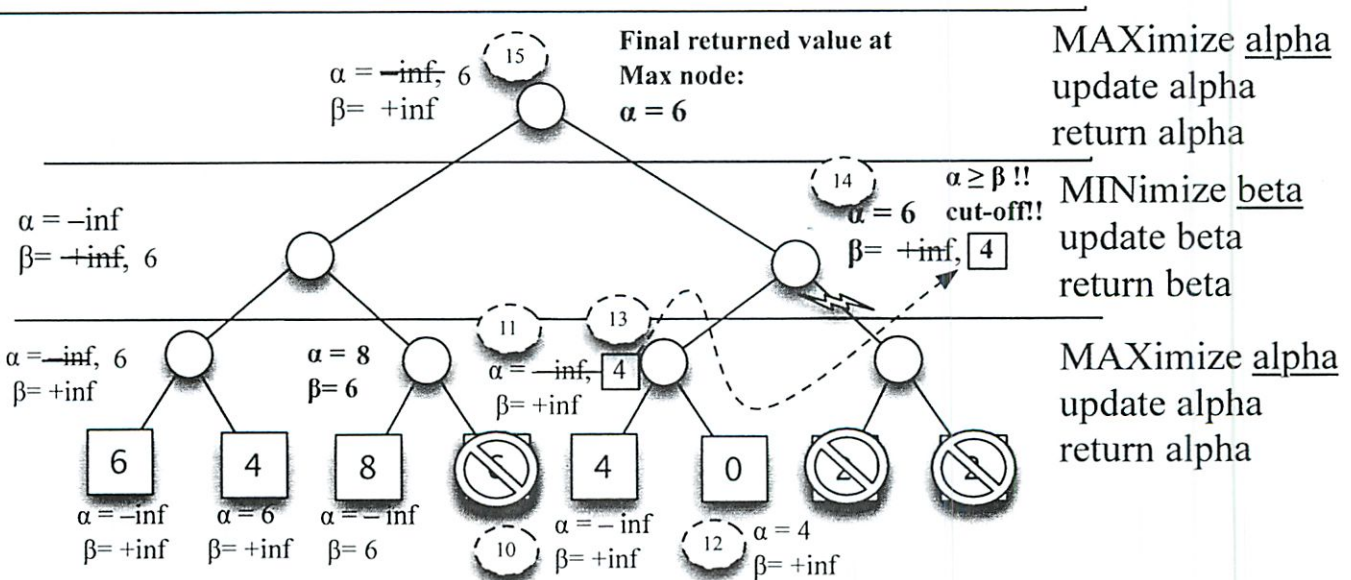 15
Final returned value at
Max node:
α = 6
α = –inf, 6
β= +inf
MAXimize alpha
update alpha
return alpha
14
α ≥ β !!
cut-off!!
α = 6
β= +inf, 4
MINimize beta
update beta
return beta
α = –inf
β= +inf, 6
11
13
α =–inf, 6
β= +inf
α = 8
β= 6
α = –inf, 4
β= +inf
MAXimize alpha
update alpha
return alpha
6
4
8
6
4
0
2
2
α = –inf
β= +inf
α = 6
β= +inf
α = – inf
β= 6
10
α = – inf
β= +inf
12
α = 4
β= +inf